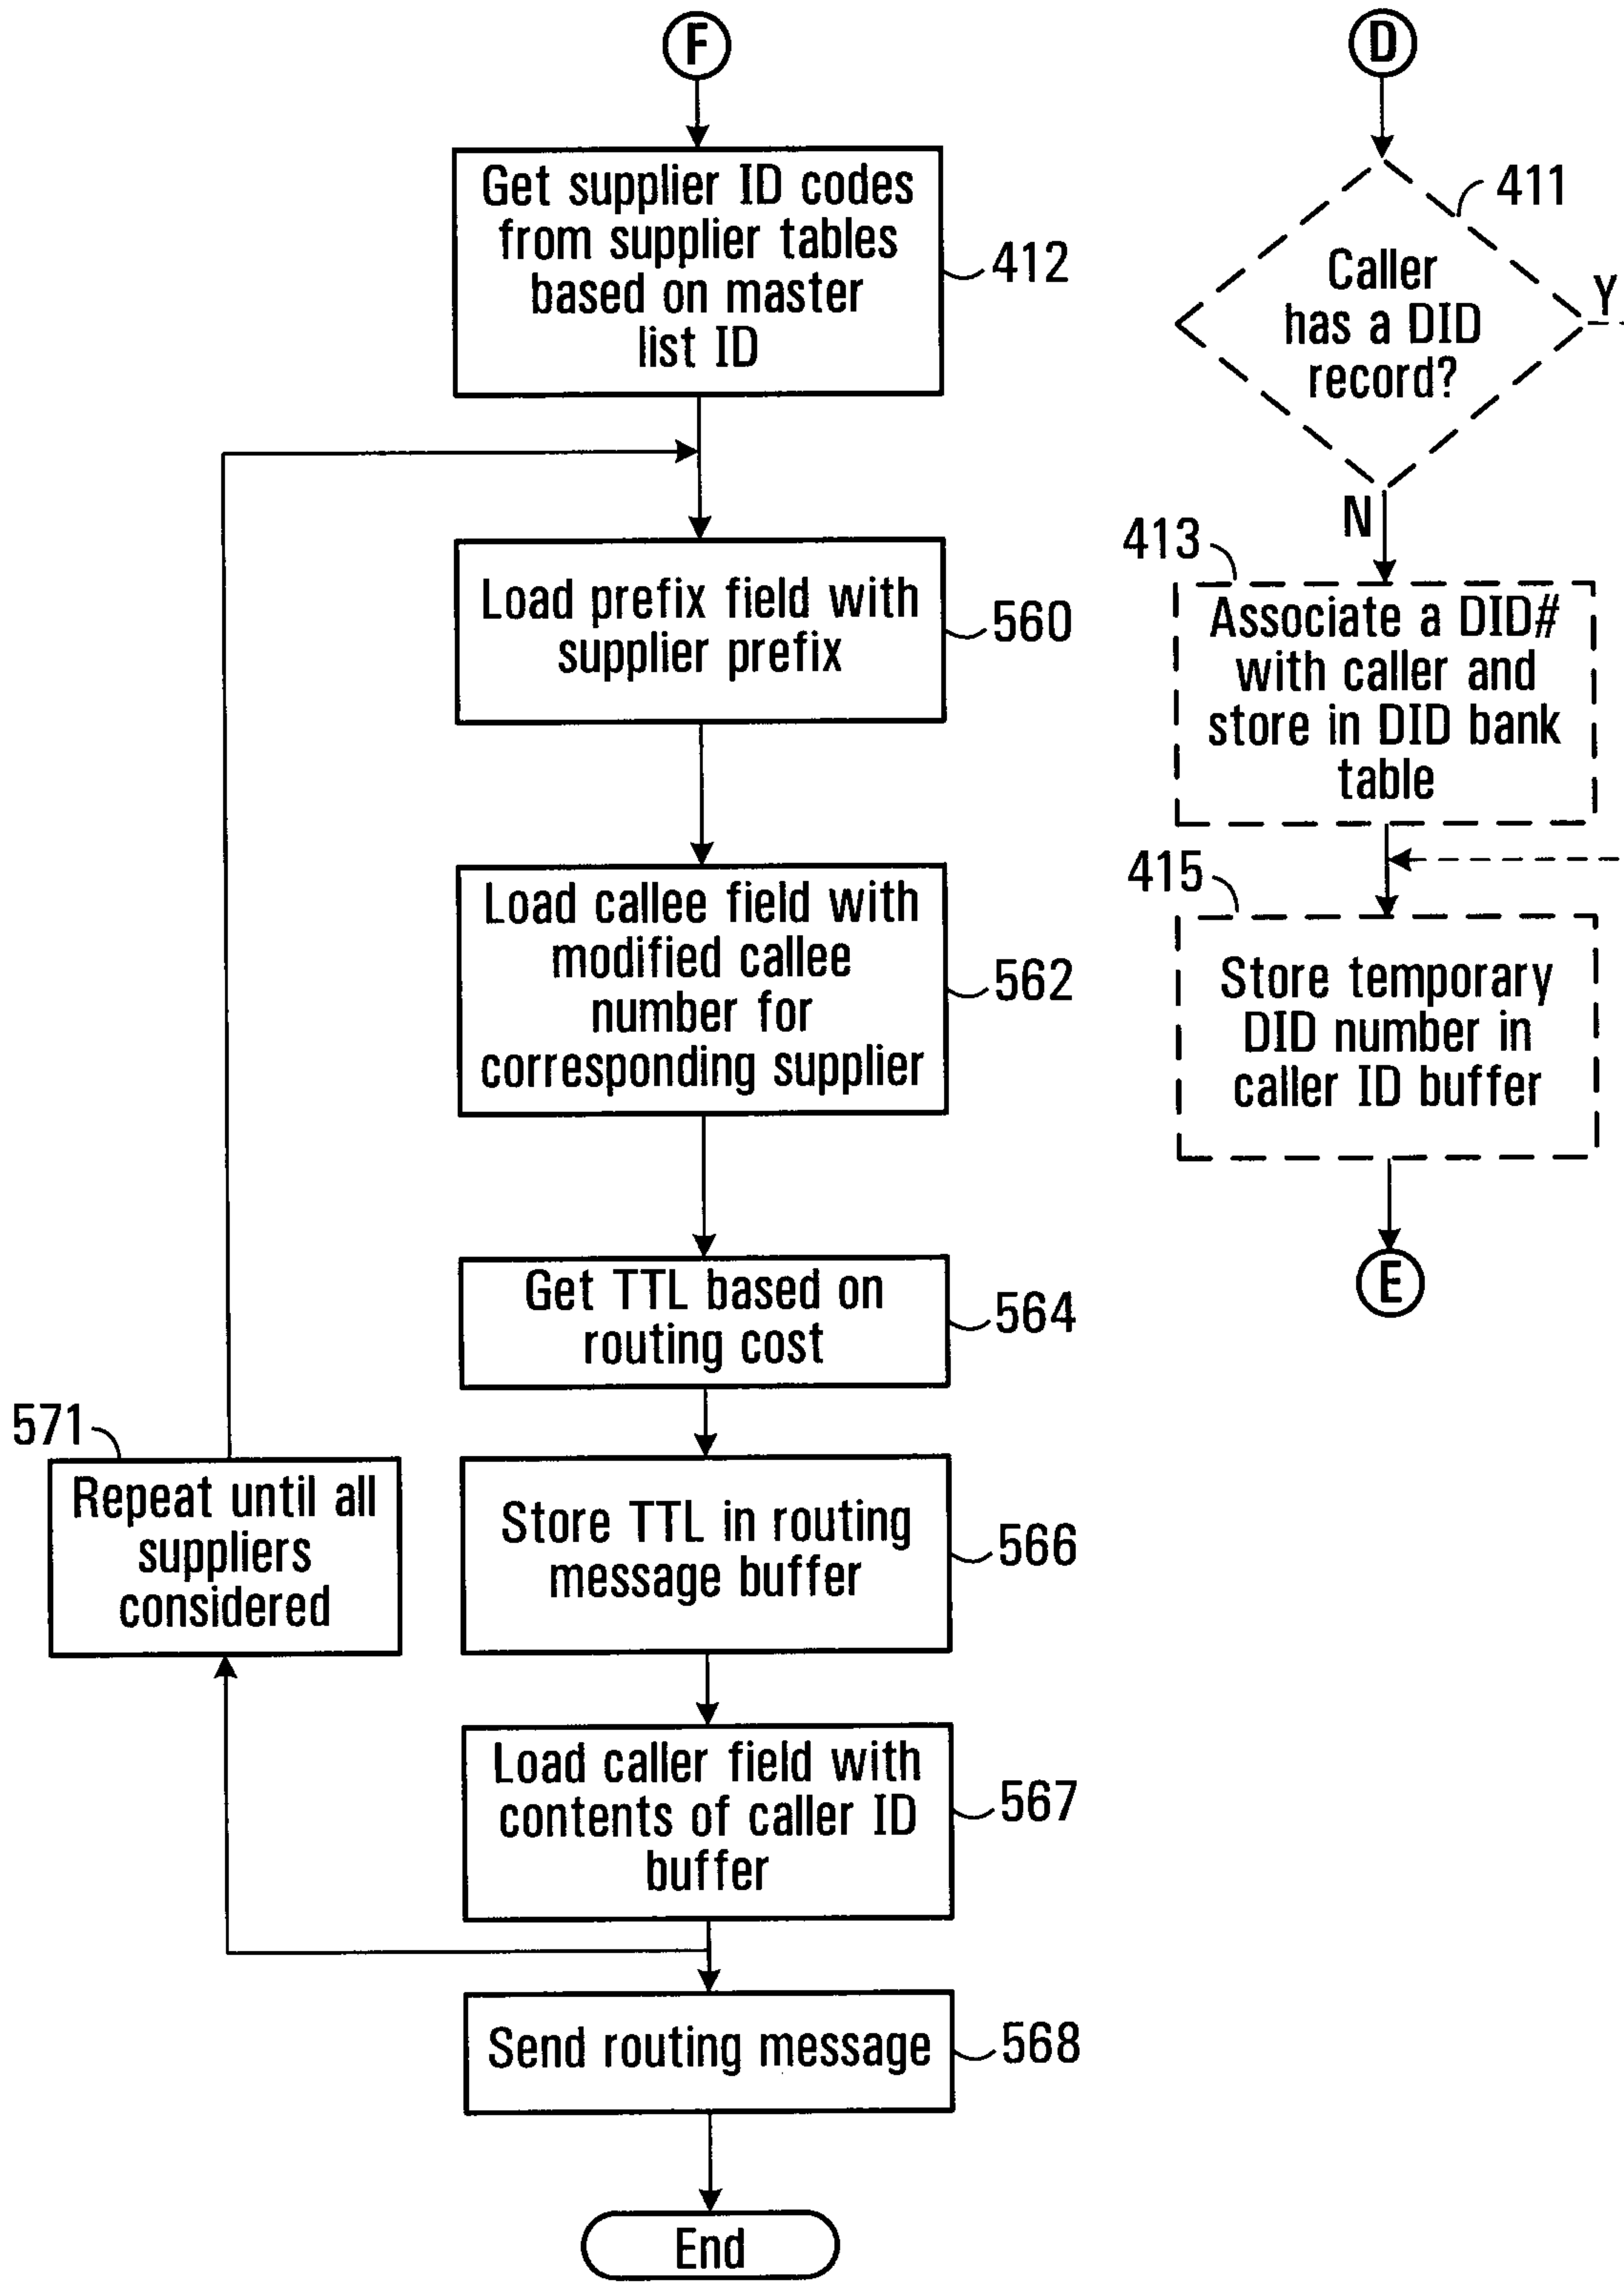 F
Get supplier ID codes
from supplier tables
based on master
list ID
412
Load prefix field with
supplier prefix
560
Load callee field with
modified callee
number for
corresponding supplier
562
Get TTL based on
routing cost
564
571
Repeat until all
suppliers
considered
Store TTL in routing
message buffer
566
Load caller field with
contents of caller ID
buffer
567
Send routing message
568
End
D
411
Caller
has a DID
record?
Y
N
413
Associate a DID#
with caller and
store in DID bank
table
415
Store temporary
DID number in
caller ID buffer
E